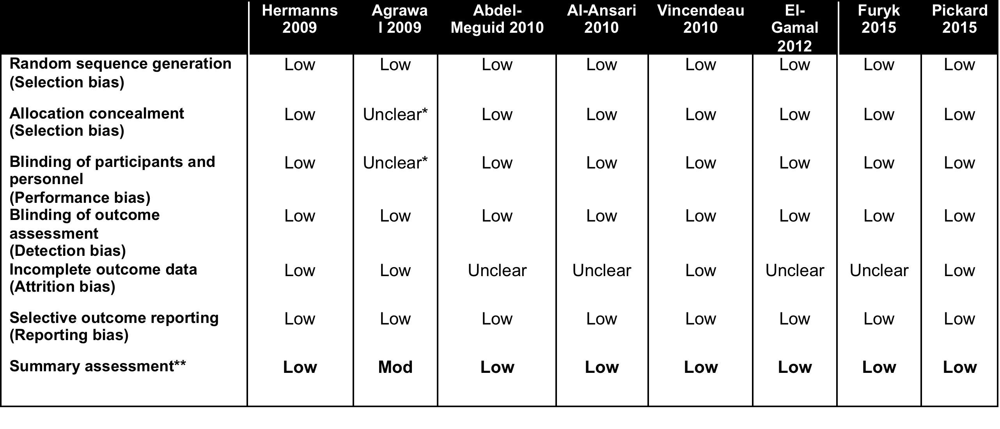 Hermanns Agrawa Abdel- Al-Ansari Vincendeau El- Furyk Pickard
2009 l 2009 Meguid 2010 2010 2010 Gamal 2015 2015
2012
Random sequence generation Low Low Low Low Low Low Low Low
(Selection bias)
Allocation concealment Low Unclear* Low Low Low Low Low Low
(Selection bias)
Blinding of participants and Low Unclear* Low Low Low Low Low Low
personnel
(Performance bias)
Blinding of outcome Low Low Low Low Low Low Low Low
assessment
(Detection bias)
Incomplete outcome data Low Low Unclear Unclear Low Unclear Unclear Low
(Attrition bias)
Selective outcome reporting Low Low Low Low Low Low Low Low
(Reporting bias)
Summary assessment** Low Mod Low Low Low Low Low Low